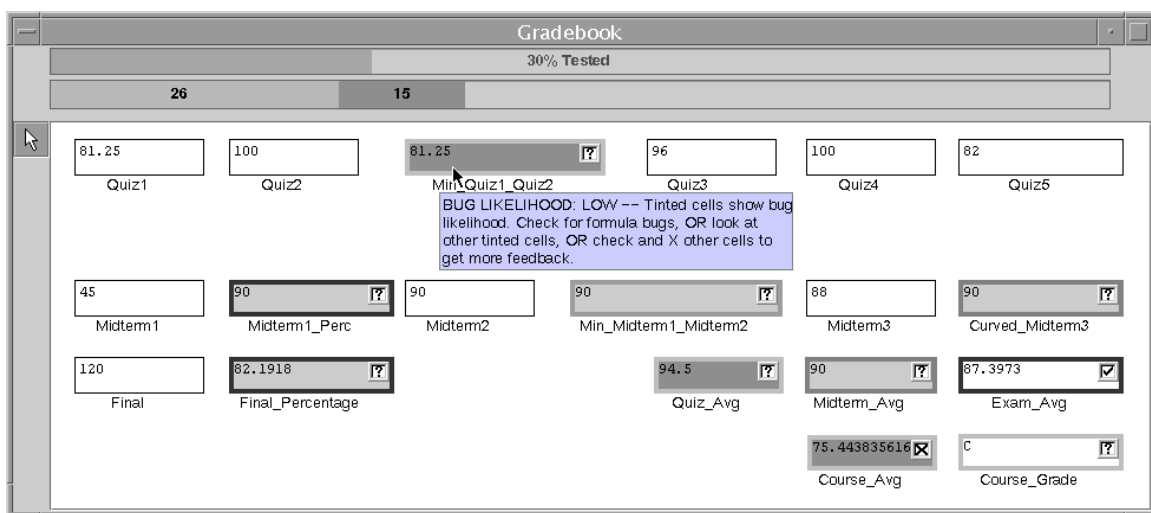 Gradebook
30% Tested
26 15
81.25 100 81.25 ? 96 100 82
Quiz1 Quiz2 Min_Quiz1_Quiz2 Quiz3 Quiz4 Quiz5
BUG LIKELIHOOD: LOW -- Tinted cells show bug
likelihood. Check for formula bugs, OR look at
other tinted cells, OR check and X other cells to
get more feedback.
45 90 ? 90 90 ? 88 90 ?
Midterm1 Midterm1_Perc Midterm2 Min_Midterm1_Midterm2 Midterm3 Curved_Midterm3
120 82.1918 ? 94.5 ? 90 ? 87.3973
Final Final_Percentage Quiz_Avg Midterm_Avg Exam_Avg
75.443835616 C ?
Course_Avg Course_Grade